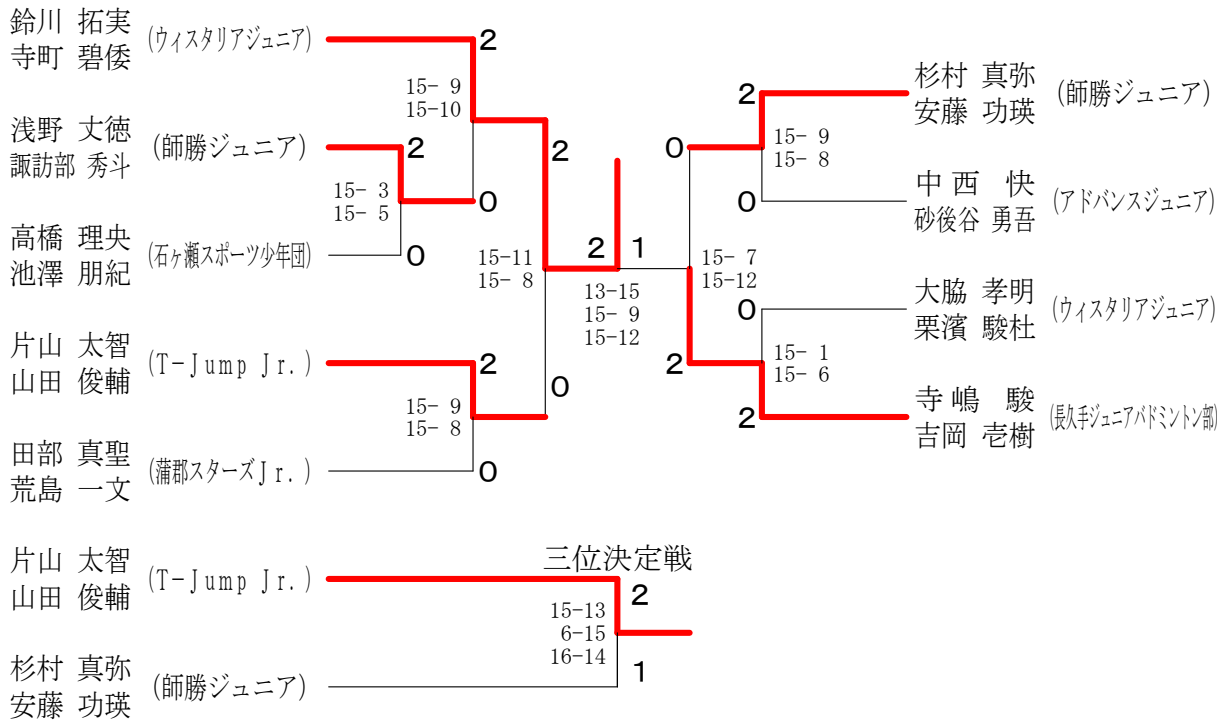 鈴川 拓実
寺町 碧倭
(ウィスタリアジュニア)
2
15- 9
15-10
浅野 丈徳
諏訪部 秀斗
(師勝ジュニア)
2
15- 3
15- 5
0
高橋 理央
池澤 朋紀
(石ヶ瀬スポーツ少年団)
0
2
15-11
15- 8
片山 太智
山田 俊輔
(T-Jump Jr.)
2
15- 9
15- 8
0
田部 真聖
荒島 一文
(蒲郡スターズJr.)
0
2
1
13-15
15- 9
15-12
杉村 真弥
安藤 功瑛
(師勝ジュニア)
2
15- 9
15- 8
0
中西 快
砂後谷 勇吾
(アドバンスジュニア)
0
15- 7
15-12
大脇 孝明
栗濱 駿杜
(ウィスタリアジュニア)
0
15- 1
15- 6
2
寺嶋 駿
吉岡 壱樹
(長久手ジュニアバドミントン部)
2
三位決定戦
片山 太智
山田 俊輔
(T-Jump Jr.)
2
15-13
6-15
16-14
杉村 真弥
安藤 功瑛
(師勝ジュニア)
1